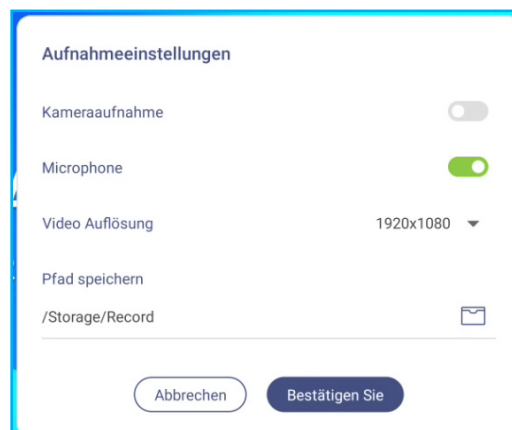 Aufnahmeeinstellungen
Kameraaufnahme
Microphone
Video Auflösung 1920x1080
Pfad speichern
/Storage/Record
Abbrechen Bestätigen Sie